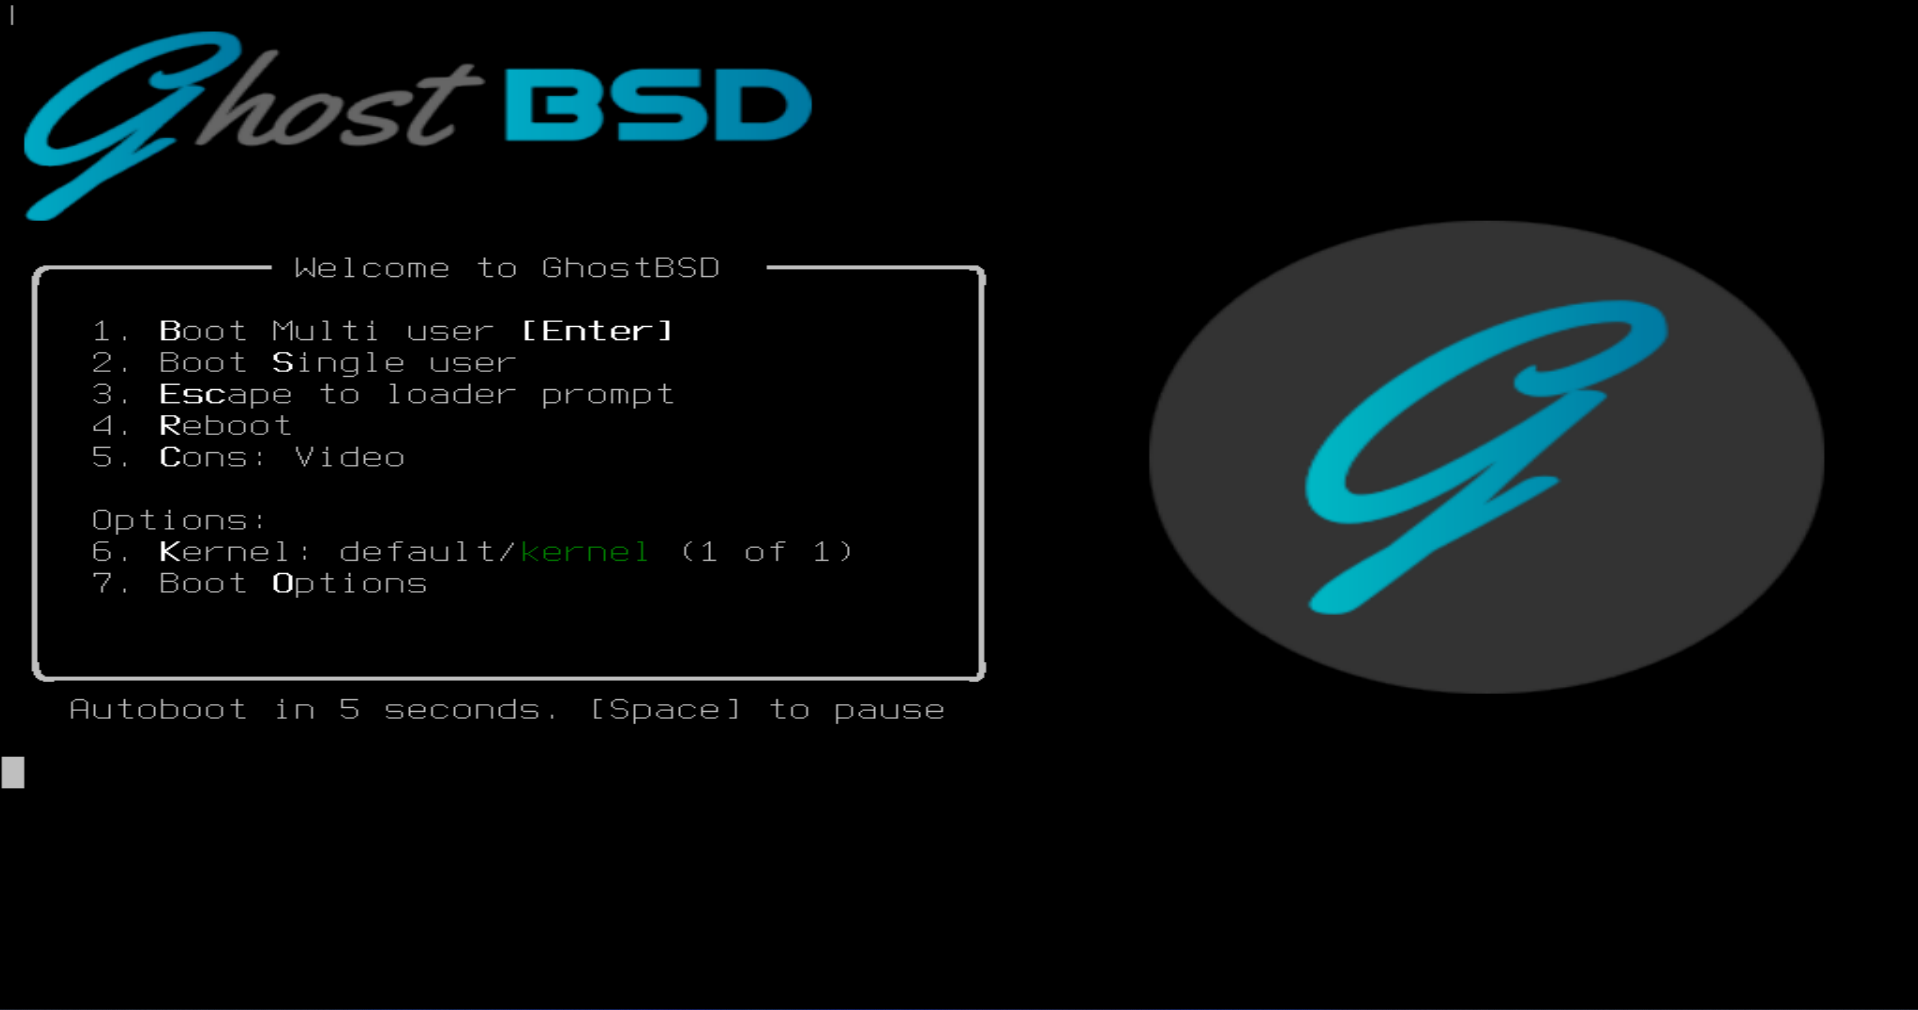 Ghost BSD
Welcome to GhostBSD
1. Boot Multi user [Enter]
2. Boot Single user
3. Escape to loader prompt
4. Reboot
5. Cons: Video
Options:
6. Kernel: default/kernel (1 of 1)
7. Boot Options
Autoboot in 5 seconds. [Space] to pause
G